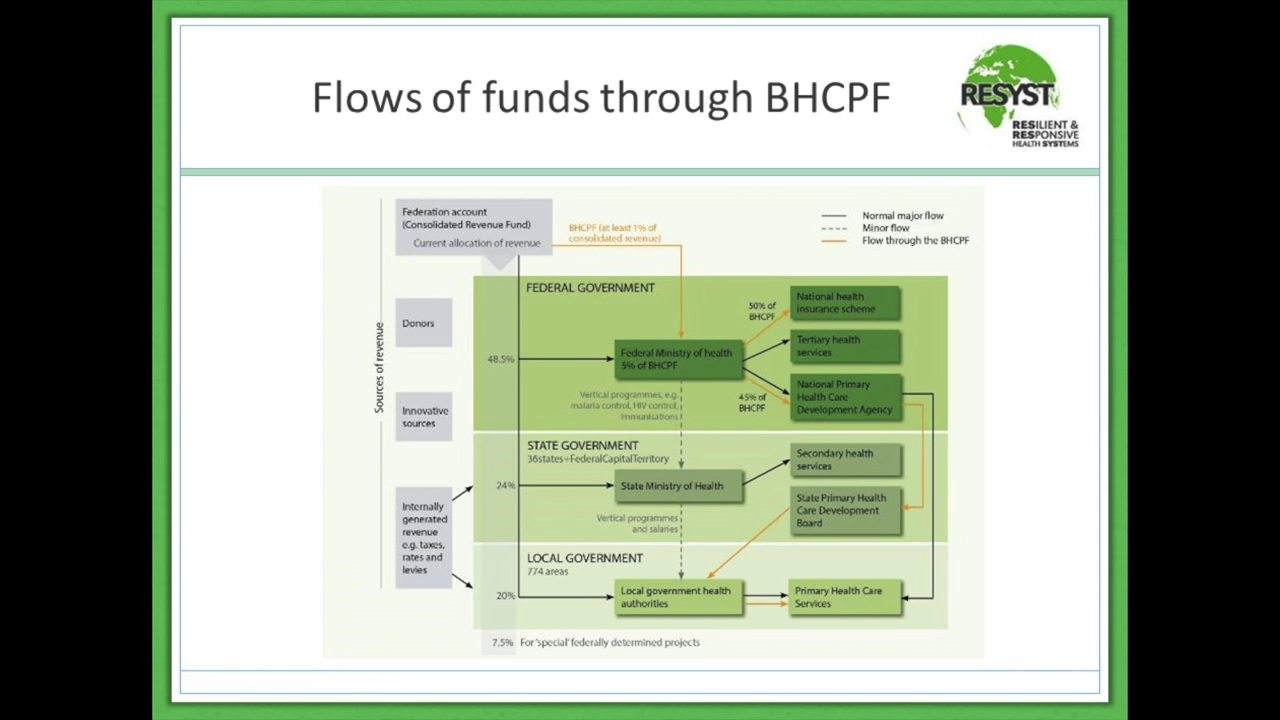 Flows of funds through BHCPF
RESYST
RESILIENT &
RESPONSIVE
HEALTH SYSTEMS
Federation account
(Consolidated Revenue Fund)
Current allocation of revenue
BHCPF (at least 1% of
consolidated revenue)
Normal major flow
Minor flow
Flow through the BHCPF
Sources of revenue
Donors
Innovative
sources
Internally
generated
revenue
e.g. taxes,
rates and
levies
FEDERAL GOVERNMENT
48.5%
Federal Ministry of health
5% of BHCPF
50% of
BHCPF
45% of
BHCPF
National health
insurance scheme
Tertiary health
services
National Primary
Health Care
Development Agency
Vertical programmes, e.g.
malaria control, HIV control,
immunisations
STATE GOVERNMENT
36states÷FederalCapitalTerritory
24%
State Ministry of Health
Secondary health
services
State Primary Health
Care Development
Board
Vertical programmes
and salaries
LOCAL GOVERNMENT
774 areas
20%
Local government health
authorities
Primary Health Care
Services
7.5% For 'special' federally determined projects